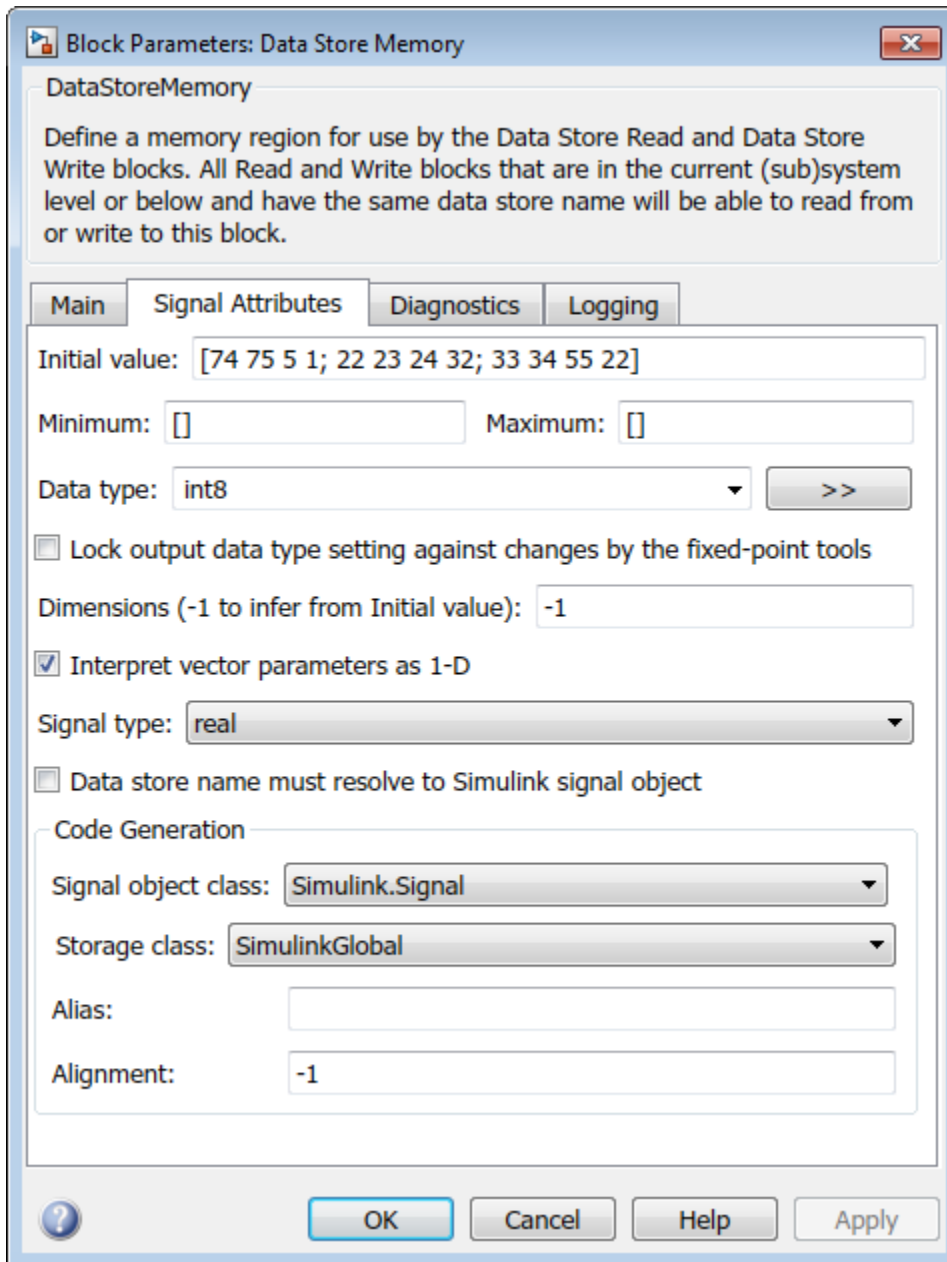 Block Parameters: Data Store Memory
DataStoreMemory
Define a memory region for use by the Data Store Read and Data Store
Write blocks. All Read and Write blocks that are in the current (sub)system
level or below and have the same data store name will be able to read from
or write to this block.
Main Signal Attributes Diagnostics Logging
Initial value: [74 75 5 1; 22 23 24 32; 33 34 55 22]
Minimum: [] Maximum: []
Data type: int8 >>
Lock output data type setting against changes by the fixed-point tools
Dimensions (-1 to infer from Initial value): -1
Interpret vector parameters as 1-D
Signal type: real
Data store name must resolve to Simulink signal object
Code Generation
Signal object class: Simulink.Signal
Storage class: SimulinkGlobal
Alias:
Alignment: -1
? OK Cancel Help Apply